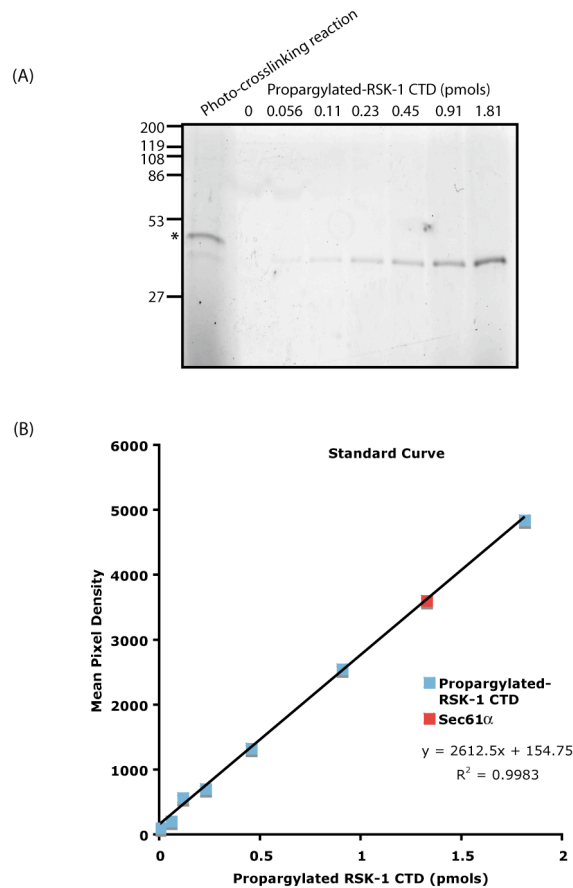 (A)
Photo-crosslinking reaction
Propargylated-RSK-1 CTD (pmols)
0 0.056 0.11 0.23 0.45 0.91 1.81
200
119
108
86
53
*
27
(B)
Standard Curve
6000
5000
4000
3000
2000
1000
0
Mean Pixel Density
Propargylated-
RSK-1 CTD
Sec61α
y = 2612.5x + 154.75
R² = 0.9983
0 0.5 1 1.5 2
Propargylated RSK-1 CTD (pmols)